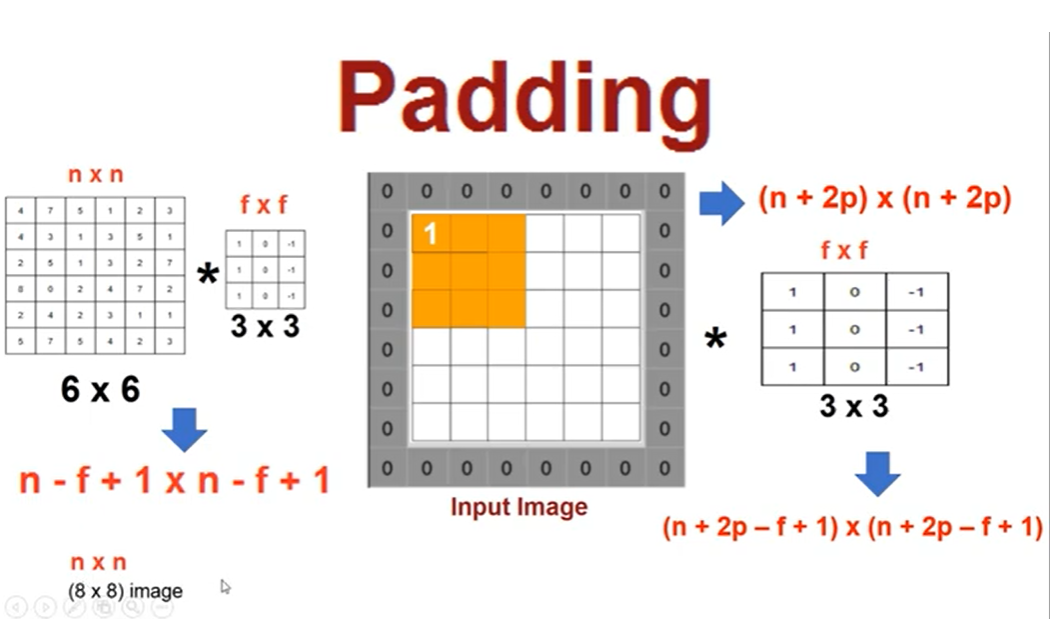 Padding
n x n
4 7 5 1 2 3
4 3 1 3 5 1
2 5 1 3 2 7
8 0 2 4 7 2
2 4 2 3 1 1
5 7 5 4 2 3
6 x 6
*
f x f
1 0 -1
1 0 -1
1 0 -1
3 x 3
n - f + 1 x n - f + 1
n x n
(8 x 8) image
0 0 0 0 0 0 0 0
0 1 0
0 0
0 0
0 0
0 0
0 0
0 0 0 0 0 0 0 0
Input Image
(n + 2p) x (n + 2p)
*
f x f
1 0 -1
1 0 -1
1 0 -1
3 x 3
(n + 2p – f + 1) x (n + 2p – f + 1)